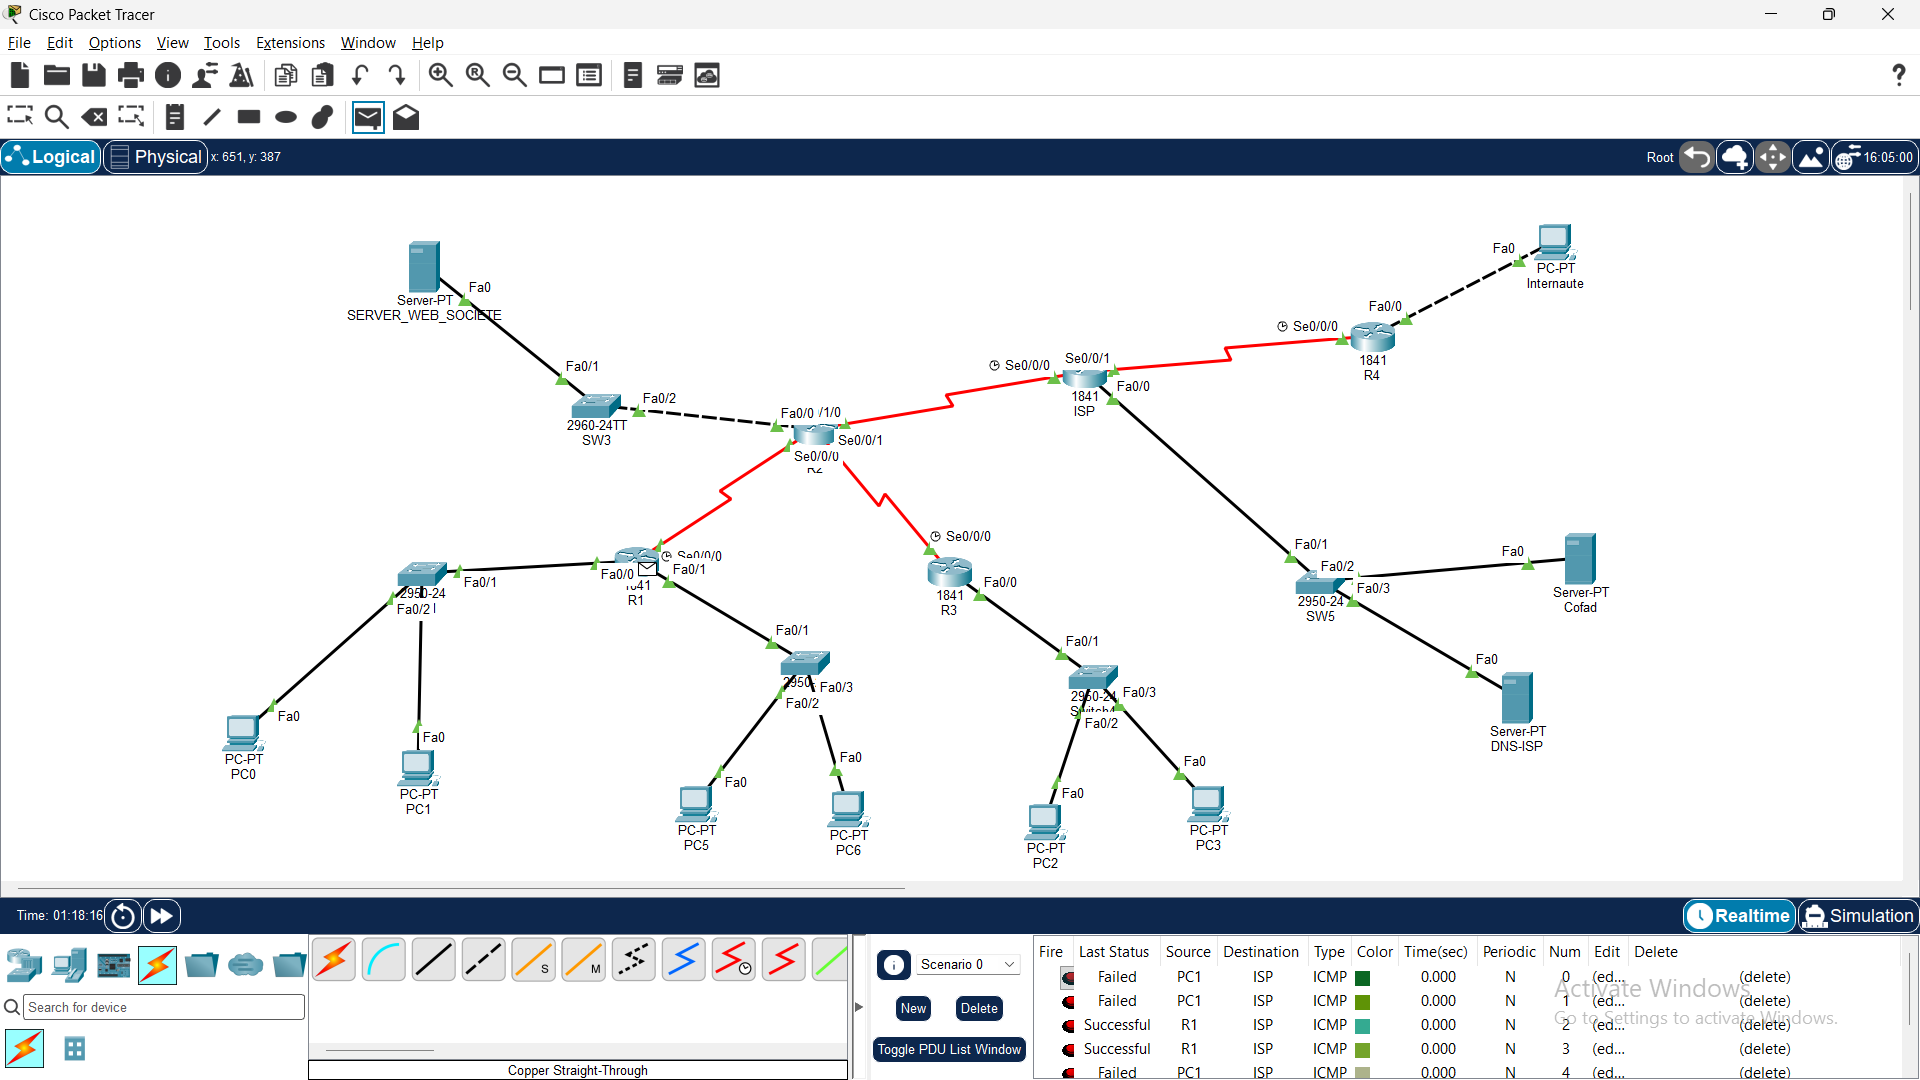 Cisco Packet Tracer
File Edit Options View Tools Extensions Window Help
Logical Physical x: 651, y: 387 Root 16:05:00
Fa0
Server-PT
SERVER_WEB_SOCIETE
Fa0/1
Fa0/2
2960-24TT
SW3
Fa0/0 /1/0
Se0/0/1
Se0/0/0
R2
Se0/0/0
Se0/0/1
Fa0/0
1841
ISP
Se0/0/0
Fa0/0
1841
R4
Fa0
PC-PT
Internaute
Se0/0/0
Fa0/0
Fa0/1
R1
Fa0/1
2950-24
Fa0/2
Fa0
PC-PT
PC0
Fa0
PC-PT
PC1
Fa0/1
2950-
Fa0/3
Fa0/2
Fa0
PC-PT
PC5
Fa0
PC-PT
PC6
Se0/0/0
Fa0/0
1841
R3
Fa0/1
2950-24
Switch4
Fa0/3
Fa0/2
Fa0
PC-PT
PC2
Fa0
PC-PT
PC3
Fa0/1
Fa0/2
Fa0/3
2950-24
SW5
Fa0
Server-PT
Cofad
Fa0
Server-PT
DNS-ISP
Time: 01:18:16 Realtime Simulation
Search for device
S M
Copper Straight-Through
Scenario 0
New Delete
Toggle PDU List Window
Fire Last Status Source Destination Type Color Time(sec) Periodic Num Edit Delete
Failed PC1 ISP ICMP 0.000 N 0 (ed... (delete)
Failed PC1 ISP ICMP 0.000 N 1 (ed... (delete)
Successful R1 ISP ICMP 0.000 N 2 (ed... (delete)
Successful R1 ISP ICMP 0.000 N 3 (ed... (delete)
Failed PC1 ISP ICMP 0.000 N 4 (ed... (delete)
Activate Windows
Go to Settings to activate Windows.